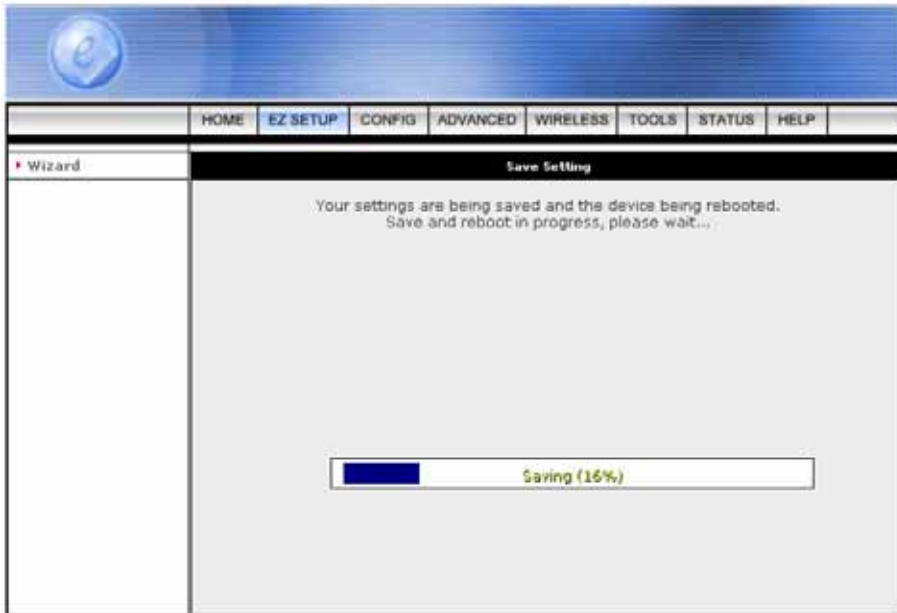 e
HOME EZ SETUP CONFIG ADVANCED WIRELESS TOOLS STATUS HELP
Wizard
Save Setting
Your settings are being saved and the device being rebooted.
Save and reboot in progress, please wait...
Saving (16%)